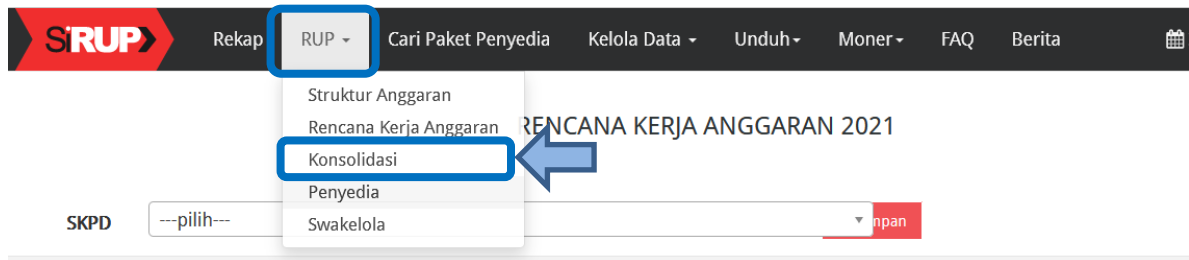 SiRUP Rekap RUP Cari Paket Penyedia Kelola Data Unduh Moner FAQ Berita
Struktur Anggaran
Rencana Kerja Anggaran
RENCANA KERJA ANGGARAN 2021
Konsolidasi
Penyedia
SKPD ---pilih---
Swakelola